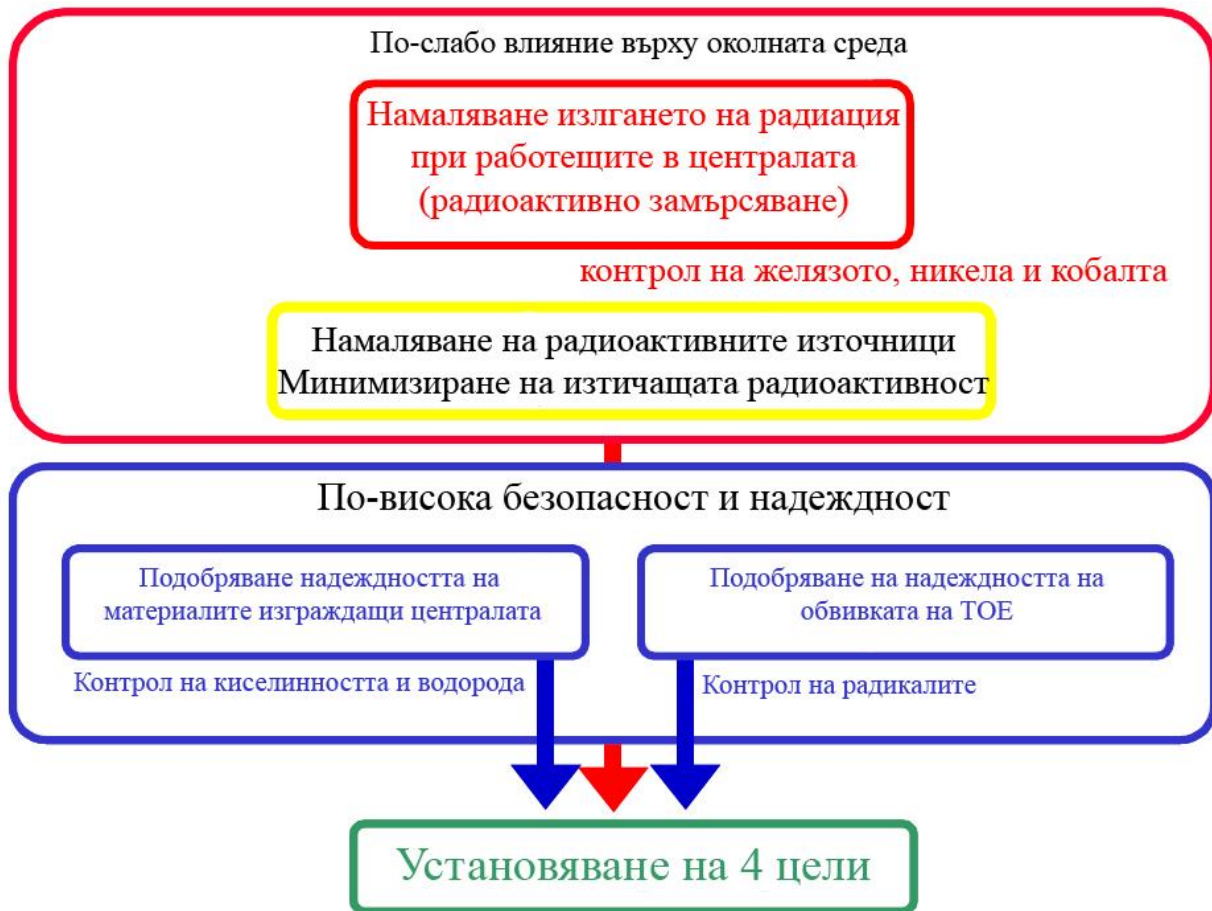 По-слабо влияние върху околната среда
Намаляване излгането на радиация
при работещите в централата
(радиоактивно замърсяване)
контрол на желязото, никела и кобалта
Намаляване на радиоактивните източници
Минимизиране на изтичащата радиоактивност
По-висока безопасност и надеждност
Подобряване надеждността на
материалите изграждащи централата
Контрол на киселинността и водорода
Подобряване на надеждността на
обвивката на ТОЕ
Контрол на радикалите
Установяване на 4 цели